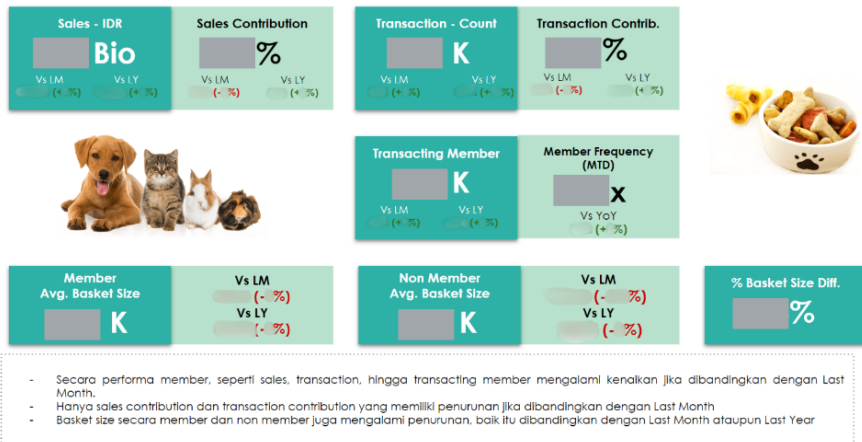 Sales - IDR
Bio
Vs LM
Vs LY
(+ %)
(+ %)
Sales Contribution
%
Vs LM
Vs LY
(- %)
(+ %)
Transaction - Count
K
Vs LM
Vs LY
(+ %)
(+ %)
Transaction Contrib.
%
Vs LM
Vs LY
(- %)
(+ %)
Transacting Member
K
Vs LM
Vs LY
(+ %)
(+ %)
Member Frequency
(MTD)
x
Vs YoY
(+ %)
Member
Avg. Basket Size
K
Vs LM
(- %)
Vs LY
(- %)
Non Member
Avg. Basket Size
K
Vs LM
(- %)
Vs LY
(- %)
% Basket Size Diff.
%
- Secara performa member, seperti sales, transaction, hingga transacting member mengalami kenaikan jika dibandingkan dengan Last
Month.
- Hanya sales contribution dan transaction contribution yang memiliki penurunan jika dibandingkan dengan Last Month
- Basket size secara member dan non member juga mengalami penurunan, baik itu dibandingkan dengan Last Month ataupun Last Year